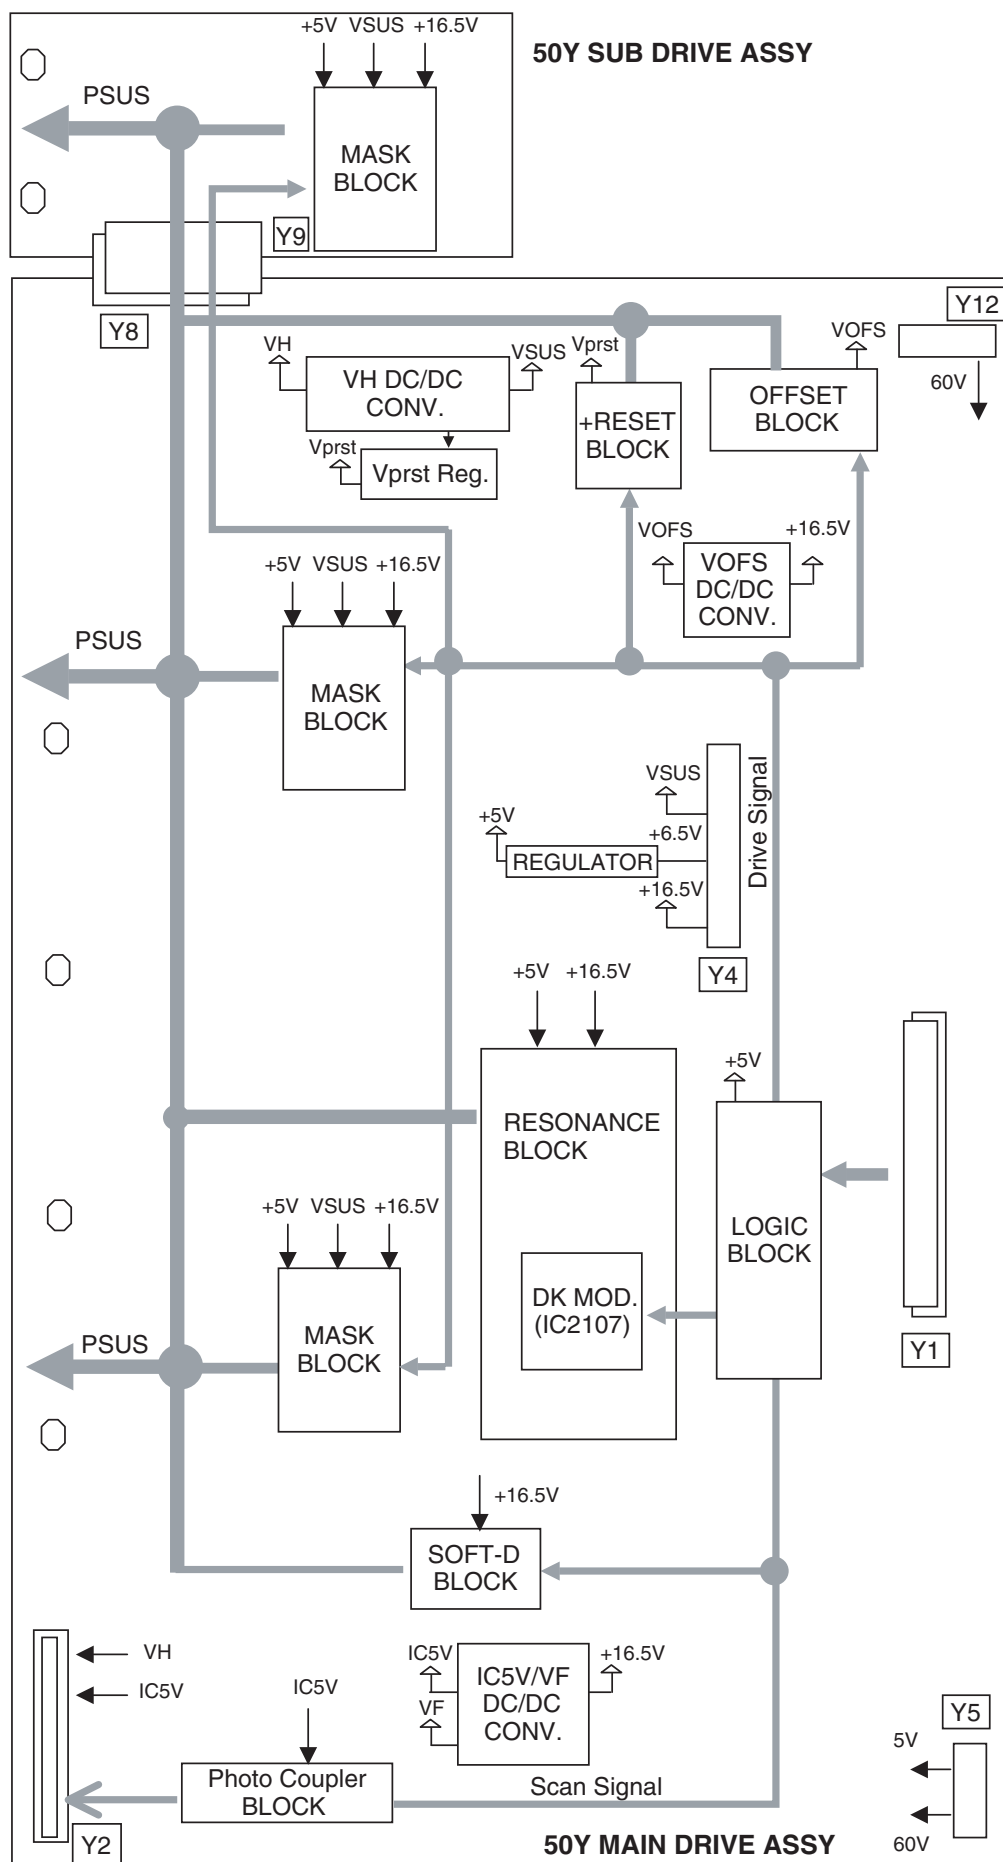 +5V VSUS +16.5V
50Y SUB DRIVE ASSY
PSUS
MASK
BLOCK
Y9
Y8
Y12
VH
VSUS
VH DC/DC
CONV.
Vprst
Vprst Reg.
Vprst
+RESET
BLOCK
VOFS
OFFSET
BLOCK
60V
VOFS
+16.5V
VOFS
DC/DC
CONV.
+5V VSUS +16.5V
PSUS
MASK
BLOCK
VSUS
+5V
+6.5V
REGULATOR
+16.5V
Drive Signal
Y4
+5V +16.5V
RESONANCE
BLOCK
+5V
LOGIC
BLOCK
DK MOD.
(IC2107)
Y1
+5V VSUS +16.5V
PSUS
MASK
BLOCK
+16.5V
SOFT-D
BLOCK
VH
IC5V
IC5V
IC5V
VF
+16.5V
IC5V/VF
DC/DC
CONV.
Photo Coupler
BLOCK
Scan Signal
Y2
Y5
5V
60V
50Y MAIN DRIVE ASSY